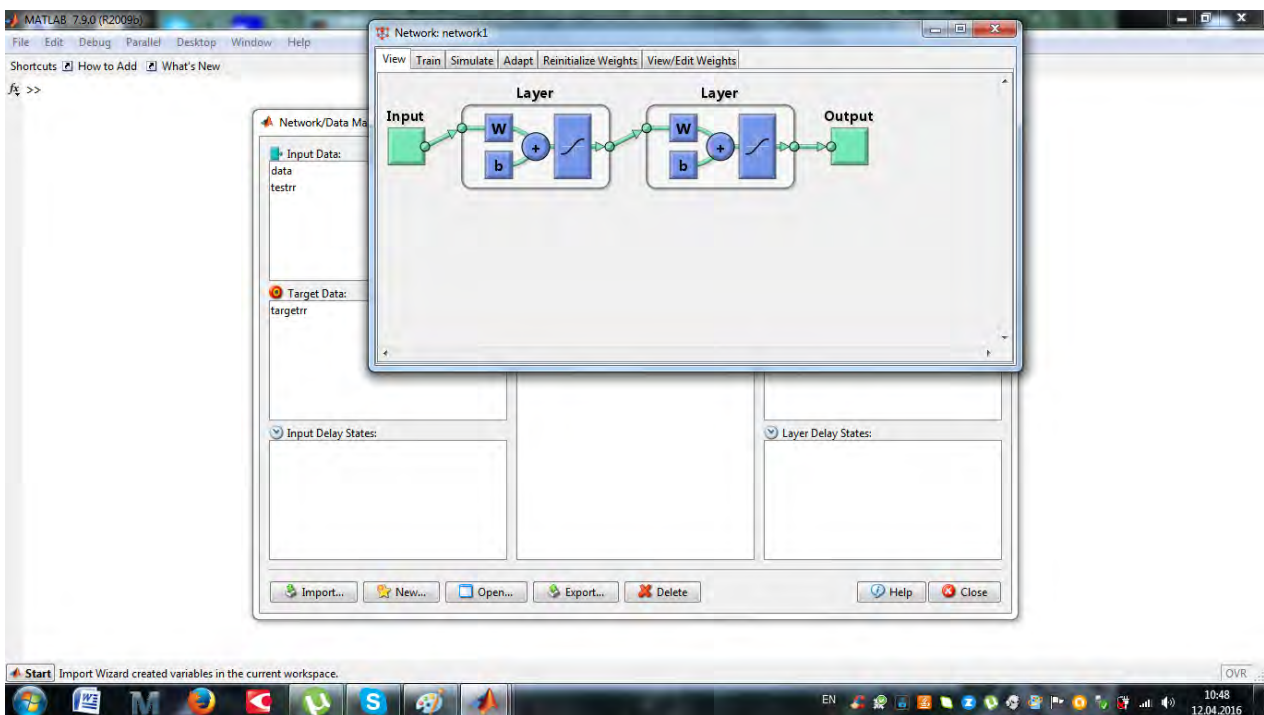 MATLAB 7.9.0 (R2009b)
File Edit Debug Parallel Desktop Window Help
Shortcuts How to Add What's New
fx >>
Network/Data Ma
Input Data:
data
testrr
Target Data:
targetrr
Input Delay States:
Layer Delay States:
Import... New... Open... Export... Delete Help Close
Network: network1
View Train Simulate Adapt Reinitialize Weights View/Edit Weights
Layer Layer
Input Output
W W
+ +
b b
Start Import Wizard created variables in the current workspace. OVR
EN 10:48
12.04.2016